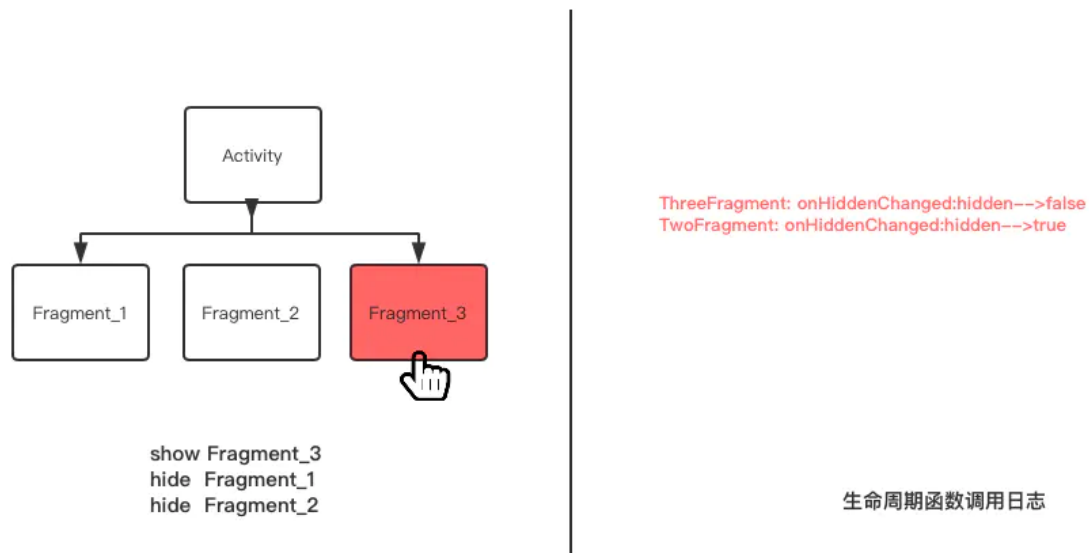 Activity
Fragment_1
Fragment_2
Fragment_3
show Fragment_3
hide Fragment_1
hide Fragment_2
ThreeFragment: onHiddenChanged:hidden-->false
TwoFragment: onHiddenChanged:hidden-->true
生命周期函数调用日志